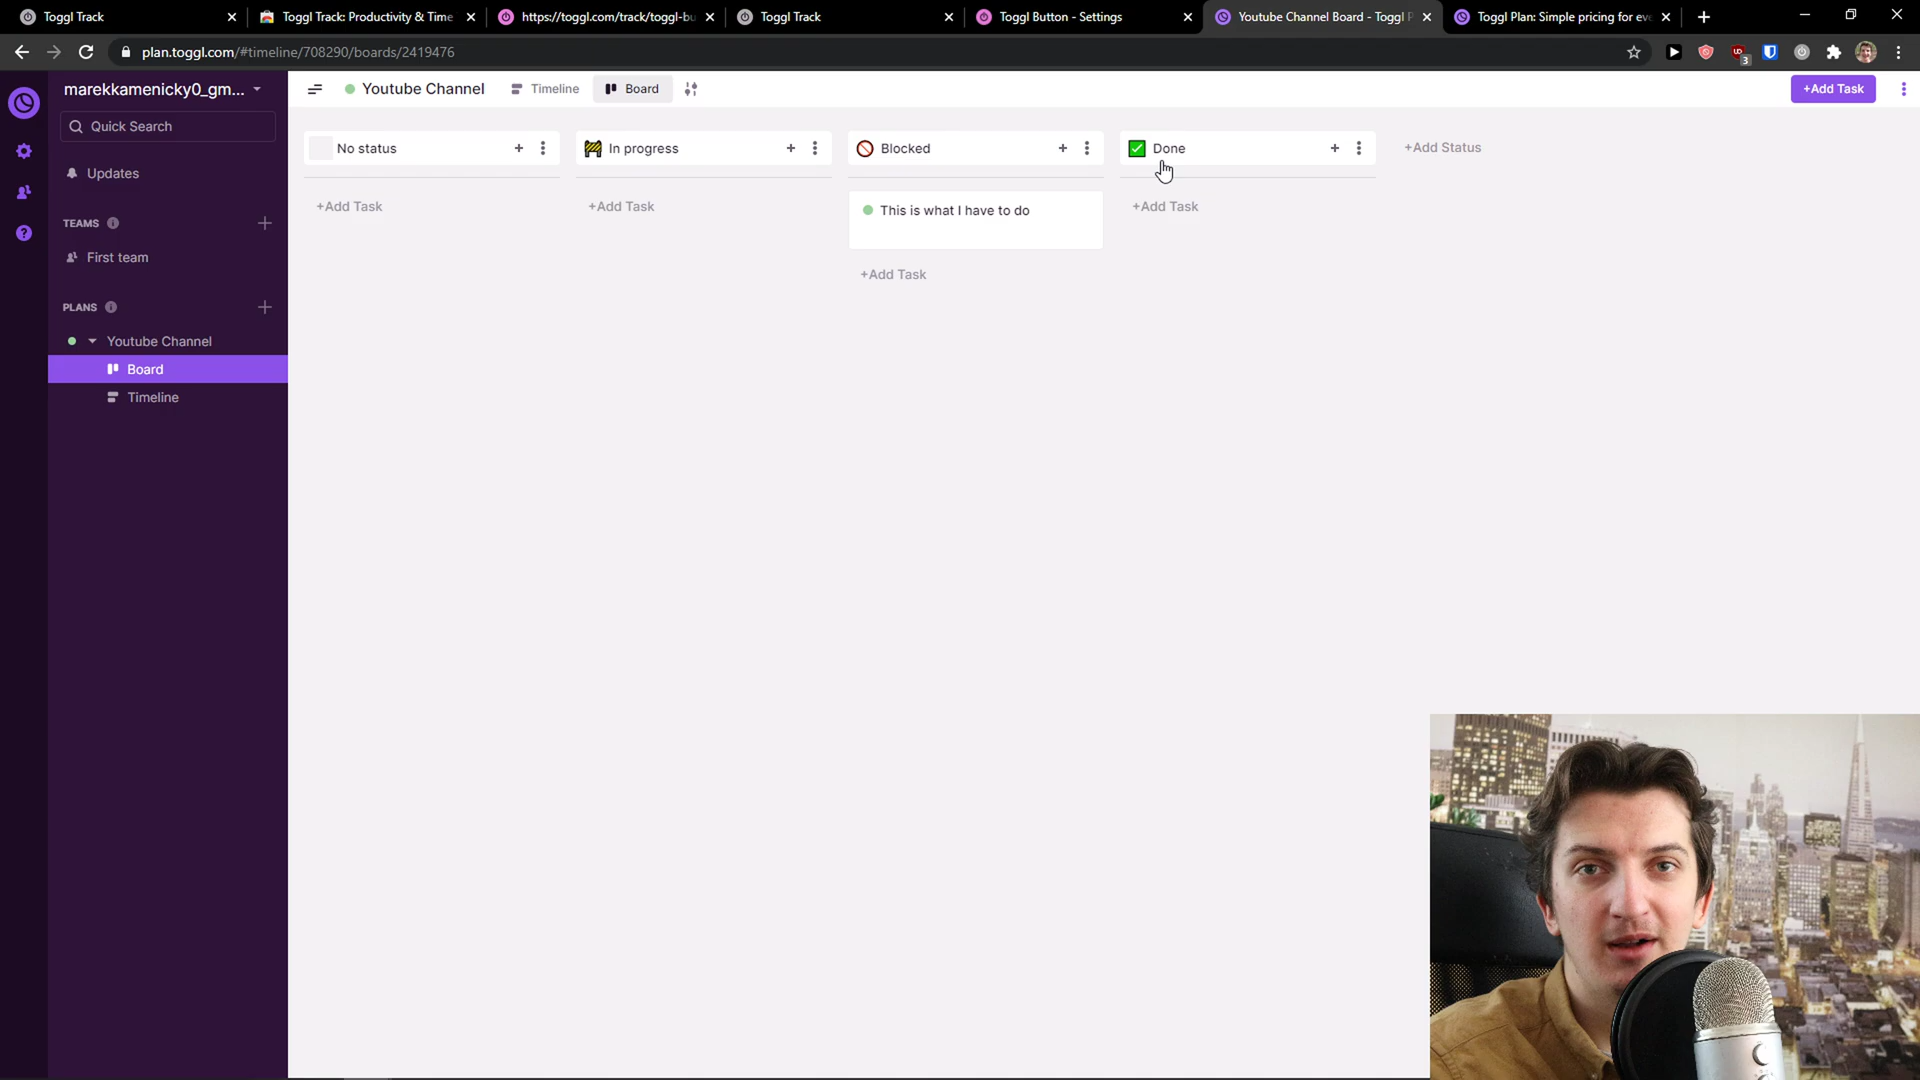 Toggl Track
Toggl Track: Productivity & Time
https://toggl.com/track/toggl-bu
Toggl Track
Toggl Button - Settings
Youtube Channel Board - Toggl P
Toggl Plan: Simple pricing for eve
plan.toggl.com/#timeline/708290/boards/2419476
3
marekkamenicky0_gm...
Youtube Channel
Timeline
Board
+Add Task
Quick Search
No status
In progress
Blocked
Done
+Add Status
Updates
+Add Task
+Add Task
This is what I have to do
+Add Task
TEAMS
First team
+Add Task
PLANS
Youtube Channel
Board
Timeline